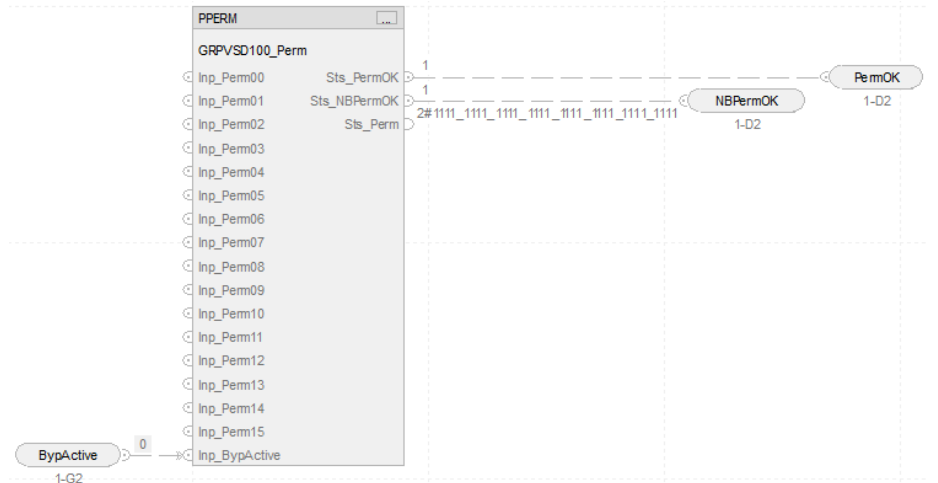 PPERM ...
GRPVSD100_Perm
Inp_Perm00 Sts_PermOK 1 PermOK
1-D2
Inp_Perm01 Sts_NBPermOK 1 NBPermOK
1-D2
Inp_Perm02 Sts_Perm 2#1111_1111_1111_1111_1111_1111_1111_1111
Inp_Perm03
Inp_Perm04
Inp_Perm05
Inp_Perm06
Inp_Perm07
Inp_Perm08
Inp_Perm09
Inp_Perm10
Inp_Perm11
Inp_Perm12
Inp_Perm13
Inp_Perm14
Inp_Perm15
BypActive 0 Inp_BypActive
1-G2